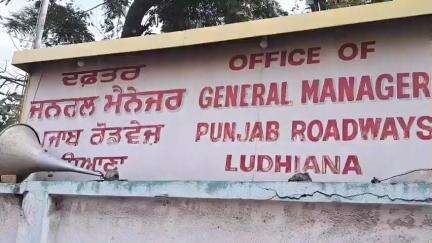 ਦਫ਼ਤਰ
ਜਨਰਲ ਮੈਨੇਜਰ
ਰੋਡਵੇਜ਼
OFFICE OF
GENERAL MANAGER
PUNJAB ROADWAYS
LUDHIANA